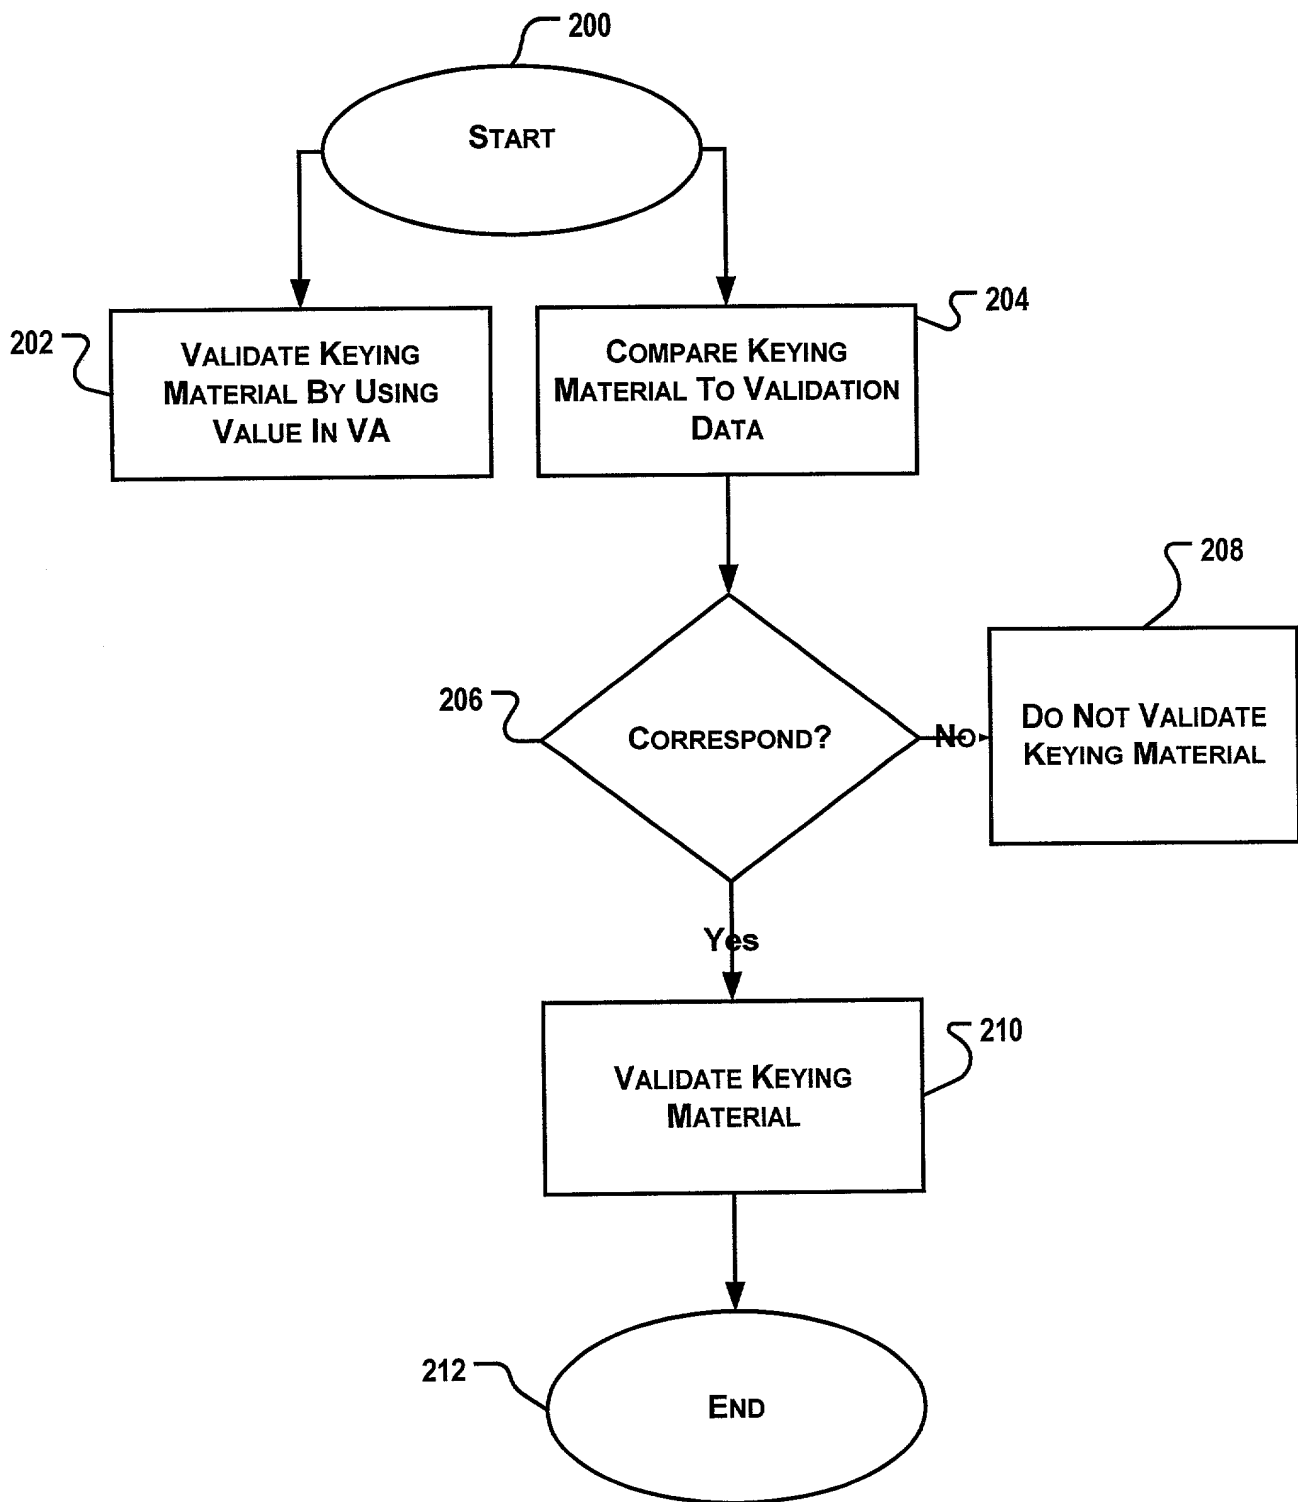 200
START
204
202
VALIDATE KEYING
MATERIAL BY USING
VALUE IN VA
COMPARE KEYING
MATERIAL TO VALIDATION
DATA
208
206
CORRESPOND?
NO
DO NOT VALIDATE
KEYING MATERIAL
Yes
210
VALIDATE KEYING
MATERIAL
212
END